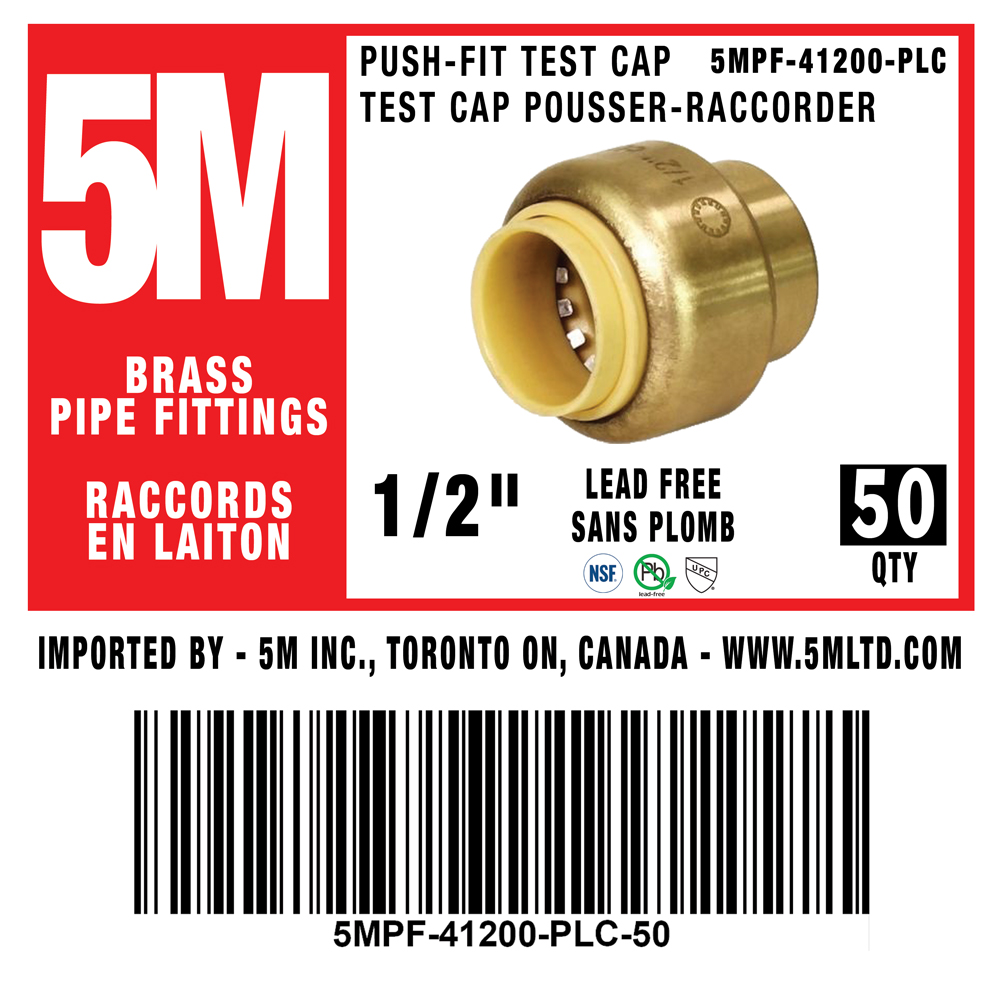 5M
BRASS
PIPE FITTINGS
RACCORDS
EN LAITON
PUSH-FIT TEST CAP 5MPF-41200-PLC
TEST CAP POUSSER-RACCORDER
1/2"
1/2"
LEAD FREE
SANS PLOMB
NSF.
Pb
lead-free
UPC
50
QTY
IMPORTED BY - 5M INC., TORONTO ON, CANADA - WWW.5MLTD.COM
5MPF-41200-PLC-50